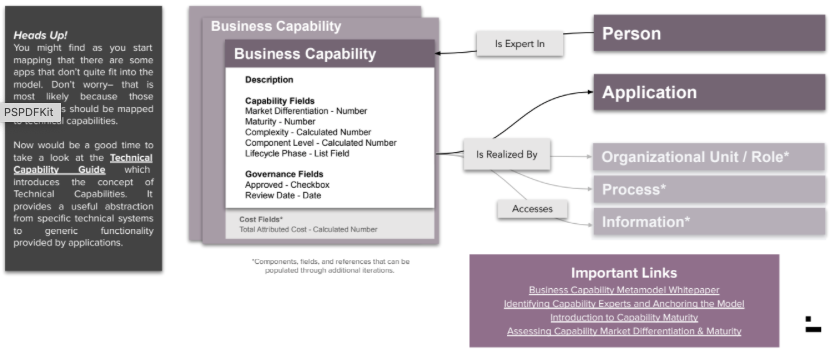 Heads Up!
You might find as you start
mapping that there are some
apps that don't quite fit into the
model. Don't worry– that is
most likely because those
PSPDFKit s should be mapped
to technical capabilities.
Now would be a good time to
take a look at the Technical
Capability Guide which
introduces the concept of
Technical Capabilities. It
provides a useful abstraction
from specific technical systems
to generic functionality
provided by applications.
Business Capability
Business Capability
Description
Capability Fields
Market Differentiation - Number
Maturity - Number
Complexity - Calculated Number
Component Level - Calculated Number
Lifecycle Phase - List Field
Governance Fields
Approved - Checkbox
Review Date - Date
Cost Fields*
Total Attributed Cost - Calculated Number
*Components, fields, and references that can be
populated through additional iterations.
Is Expert In
Is Realized By
Accesses
Person
Application
Organizational Unit / Role*
Process*
Information*
Important Links
Business Capability Metamodel Whitepaper
Identifying Capability Experts and Anchoring the Model
Introduction to Capability Maturity
Assessing Capability Market Differentiation & Maturity